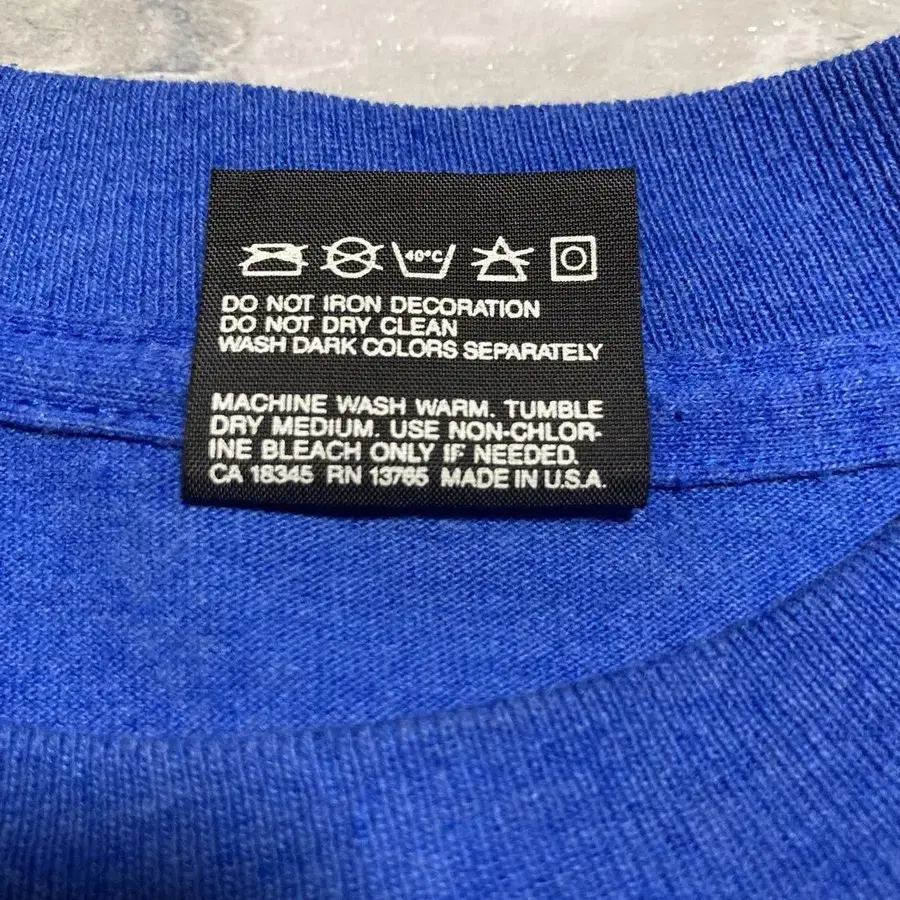 40°C
DO NOT IRON DECORATION
DO NOT DRY CLEAN
WASH DARK COLORS SEPARATELY
MACHINE WASH WARM. TUMBLE
DRY MEDIUM. USE NON-CHLOR-
INE BLEACH ONLY IF NEEDED.
CA 18345 RN 13765 MADE IN U.S.A.